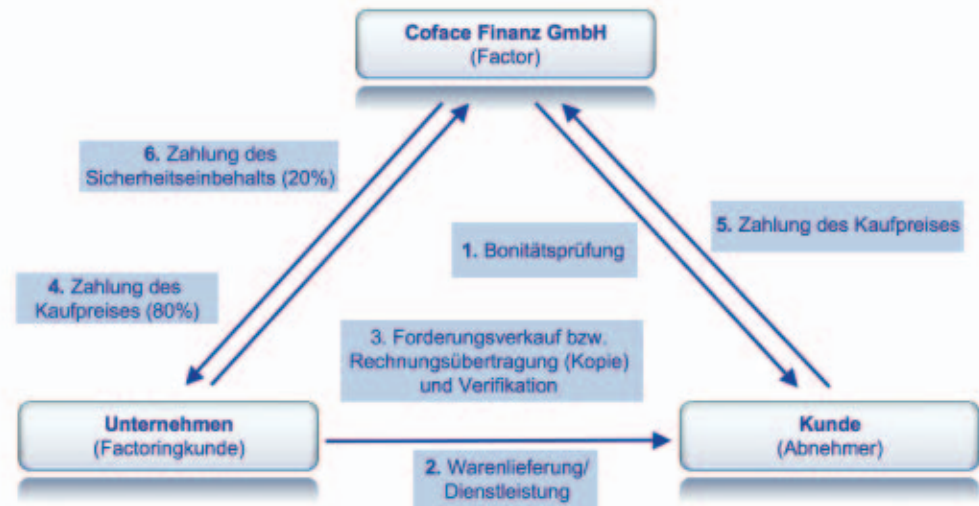 Coface Finanz GmbH
(Factor)
6. Zahlung des
Sicherheitseinbehalts (20%)
5. Zahlung des Kaufpreises
1. Bonitätsprüfung
4. Zahlung des
Kaufpreises (80%)
3. Forderungsverkauf bzw.
Rechnungsübertragung (Kopie)
und Verifikation
Unternehmen
(Factoringkunde)
Kunde
(Abnehmer)
2. Warenlieferung/
Dienstleistung